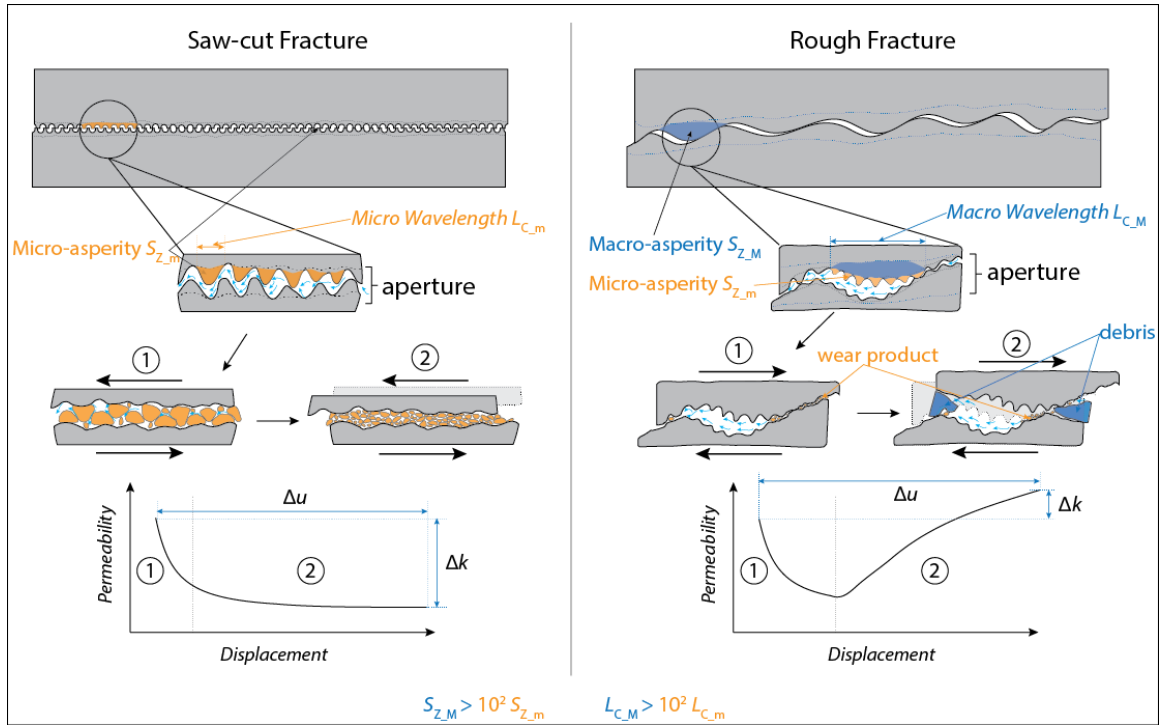 Saw-cut Fracture
Micro Wavelength L_C_m
Micro-asperity S_Z_m
aperture
1
2
Δu
Permeability
1
2
Δk
Displacement
Rough Fracture
Macro Wavelength L_C_M
Macro-asperity S_Z_M
Micro-asperity S_Z_m
aperture
debris
1
wear product
2
Δu
Permeability
Δk
1
2
Displacement
S_Z_M > 10² S_Z_m L_C_M > 10² L_C_m